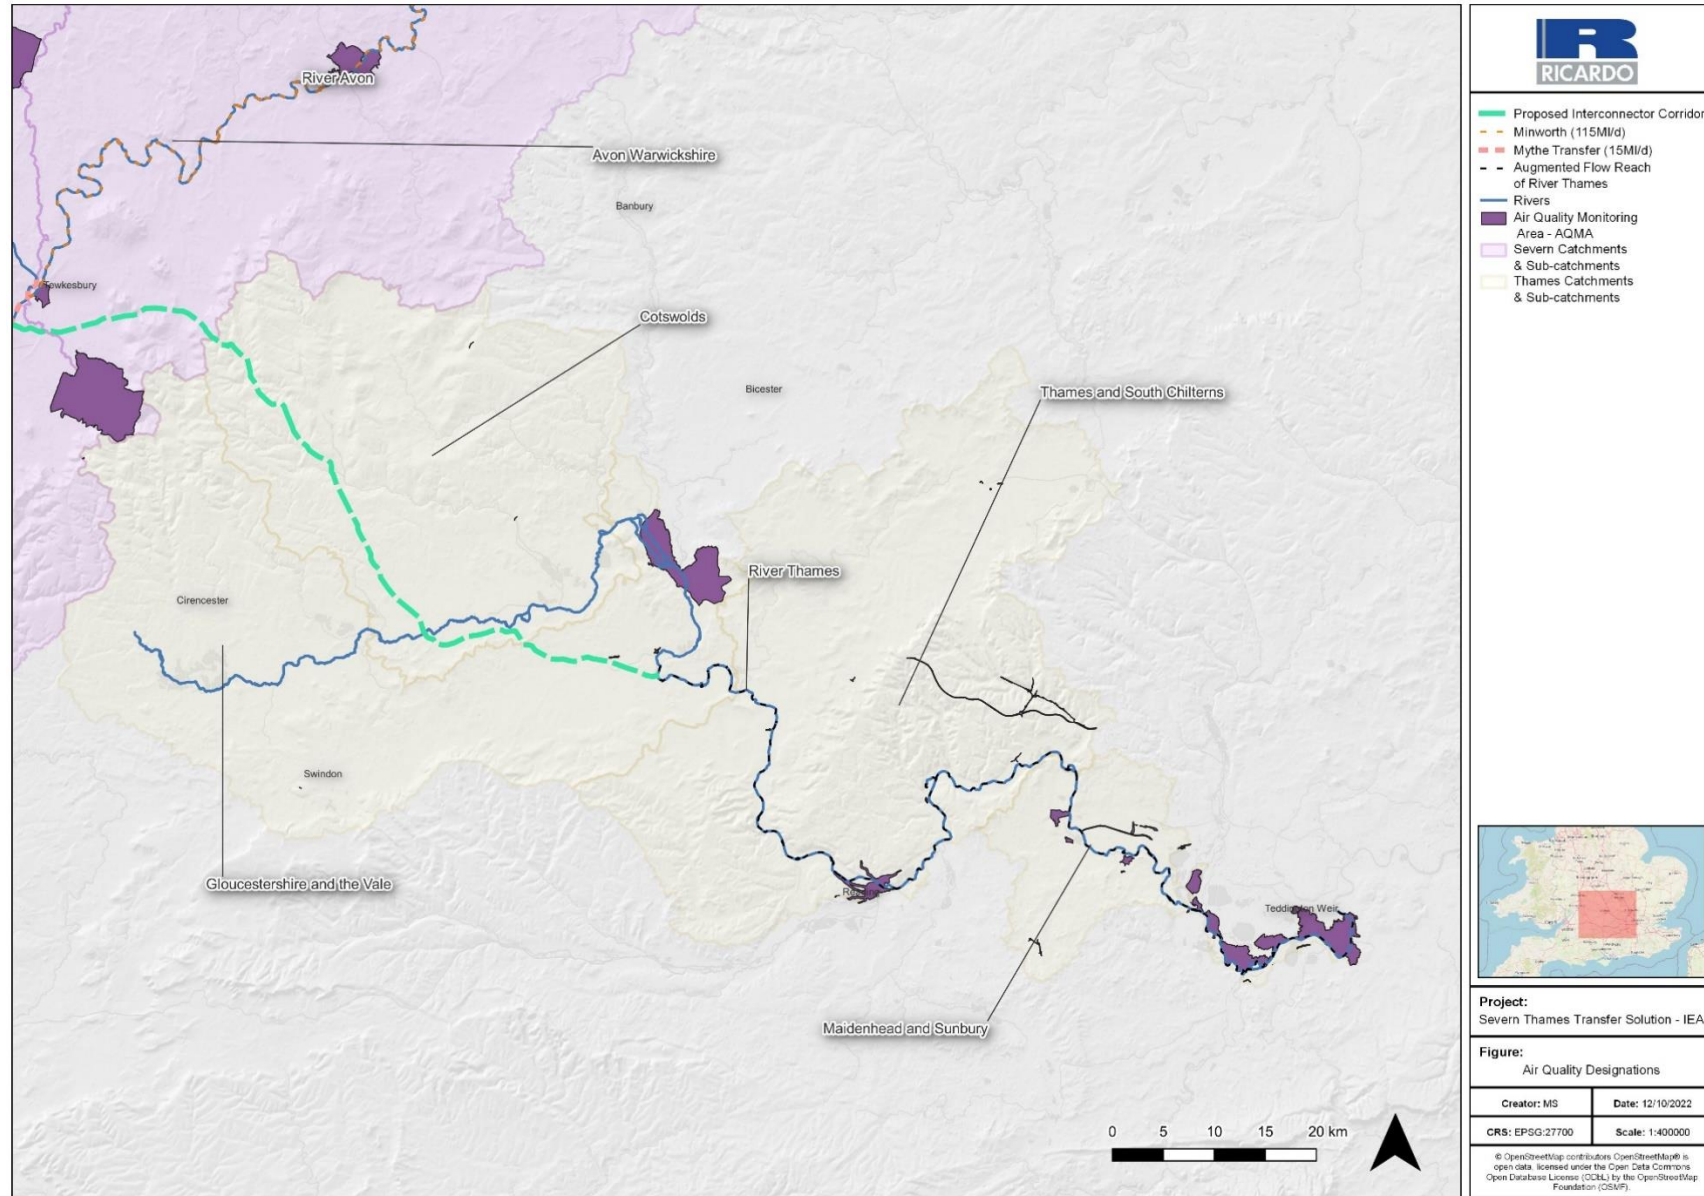 River Avon
Avon Warwickshire
Banbury
Tewkesbury
Cotswolds
Bicester
Thames and South Chilterns
River Thames
Cirencester
Swindon
Gloucestershire and the Vale
Reading
Teddington Weir
Maidenhead and Sunbury
0 5 10 15 20 km
RICARDO
Proposed Interconnector Corridor
Minworth (115Ml/d)
Mythe Transfer (15Ml/d)
Augmented Flow Reach
of River Thames
Rivers
Air Quality Monitoring
Area - AQMA
Severn Catchments
& Sub-catchments
Thames Catchments
& Sub-catchments
Project:
Severn Thames Transfer Solution - IEA
Figure:
Air Quality Designations
Creator: MS
Date: 12/10/2022
CRS: EPSG:27700
Scale: 1:400000
© OpenStreetMap contributors OpenStreetMap® is
open data, licensed under the Open Data Commons
Open Database License (ODbL) by the OpenStreetMap
Foundation (OSMF).